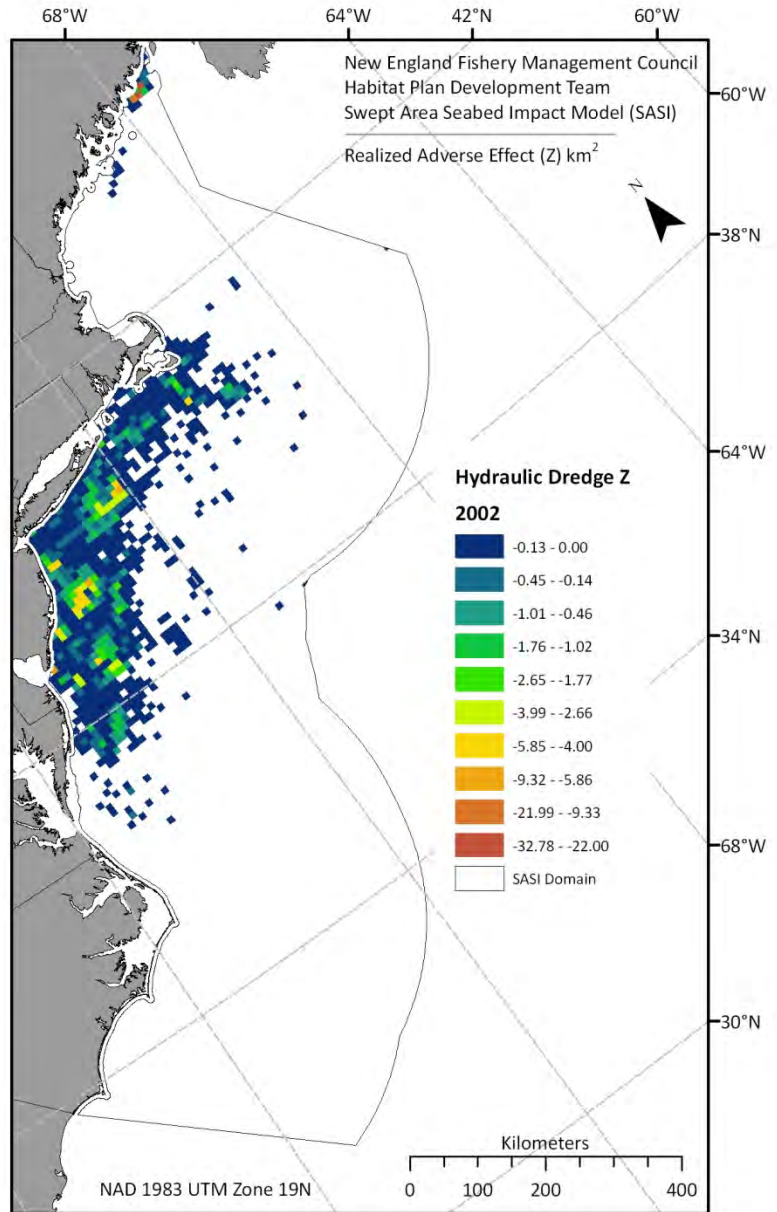 68°W
64°W
42°N
60°W
New England Fishery Management Council
Habitat Plan Development Team
Swept Area Seabed Impact Model (SASI)
Realized Adverse Effect (Z) km²
60°W
N
38°N
64°W
Hydraulic Dredge Z
2002
-0.13 - 0.00
-0.45 - -0.14
-1.01 - -0.46
-1.76 - -1.02
-2.65 - -1.77
-3.99 - -2.66
-5.85 - -4.00
-9.32 - -5.86
-21.99 - -9.33
-32.78 - -22.00
SASI Domain
34°N
68°W
30°N
Kilometers
NAD 1983 UTM Zone 19N
0 100 200 400